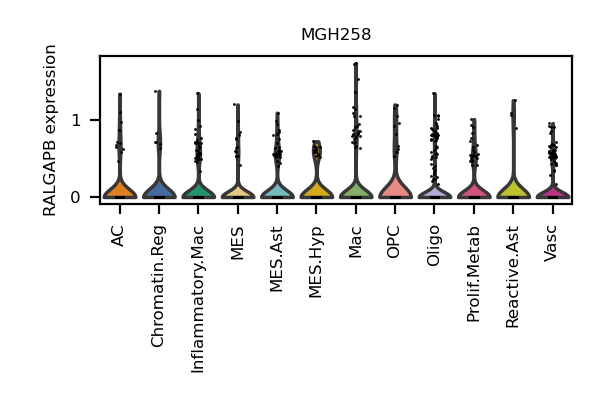 MGH258
RALGAPB expression
1
0
AC
Chromatin.Reg
Inflammatory.Mac
MES
MES.Ast
MES.Hyp
Mac
OPC
Oligo
Prolif.Metab
Reactive.Ast
Vasc